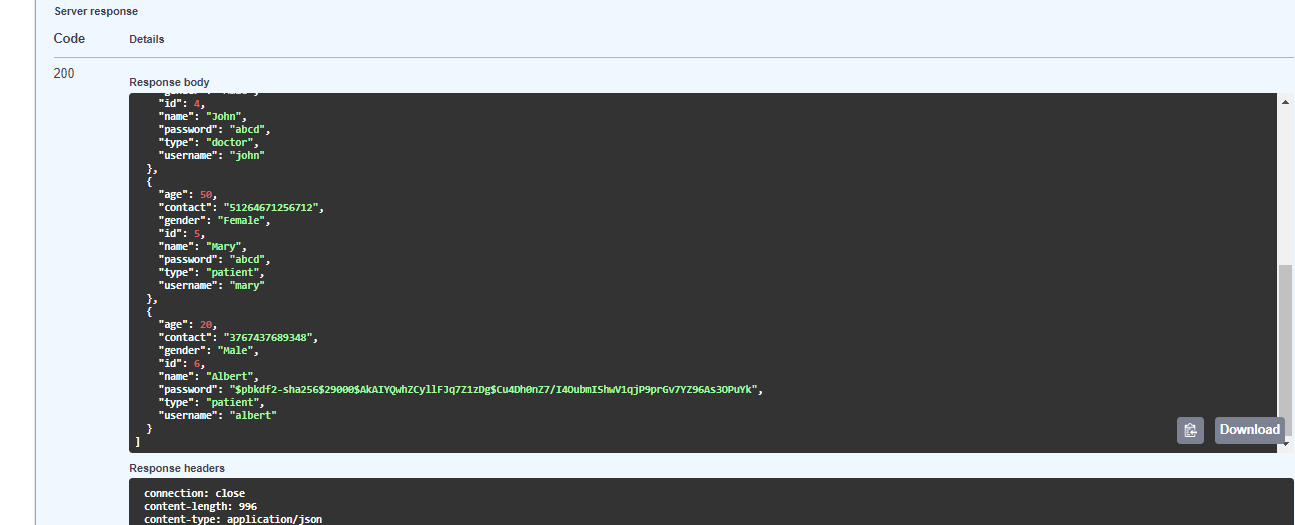 Server response
Code Details
200
Response body
"id": 4,
"name": "John",
"password": "abcd",
"type": "doctor",
"username": "john"
},
{
"age": 50,
"contact": "51264671256712",
"gender": "Female",
"id": 5,
"name": "Mary",
"password": "abcd",
"type": "patient",
"username": "mary"
},
{
"age": 20,
"contact": "3767437689348",
"gender": "Male",
"id": 6,
"name": "Albert",
"password": "$pbkdf2-sha256$29000$AkAIYQwhZCyllFJq7Z1zDg$Cu4Dh0nZ7/I4OubmIShwV1qjP9prGv7YZ96As3OPuYk",
"type": "patient",
"username": "albert"
}
]
Download
Response headers
connection: close
content-length: 996
content-type: application/json